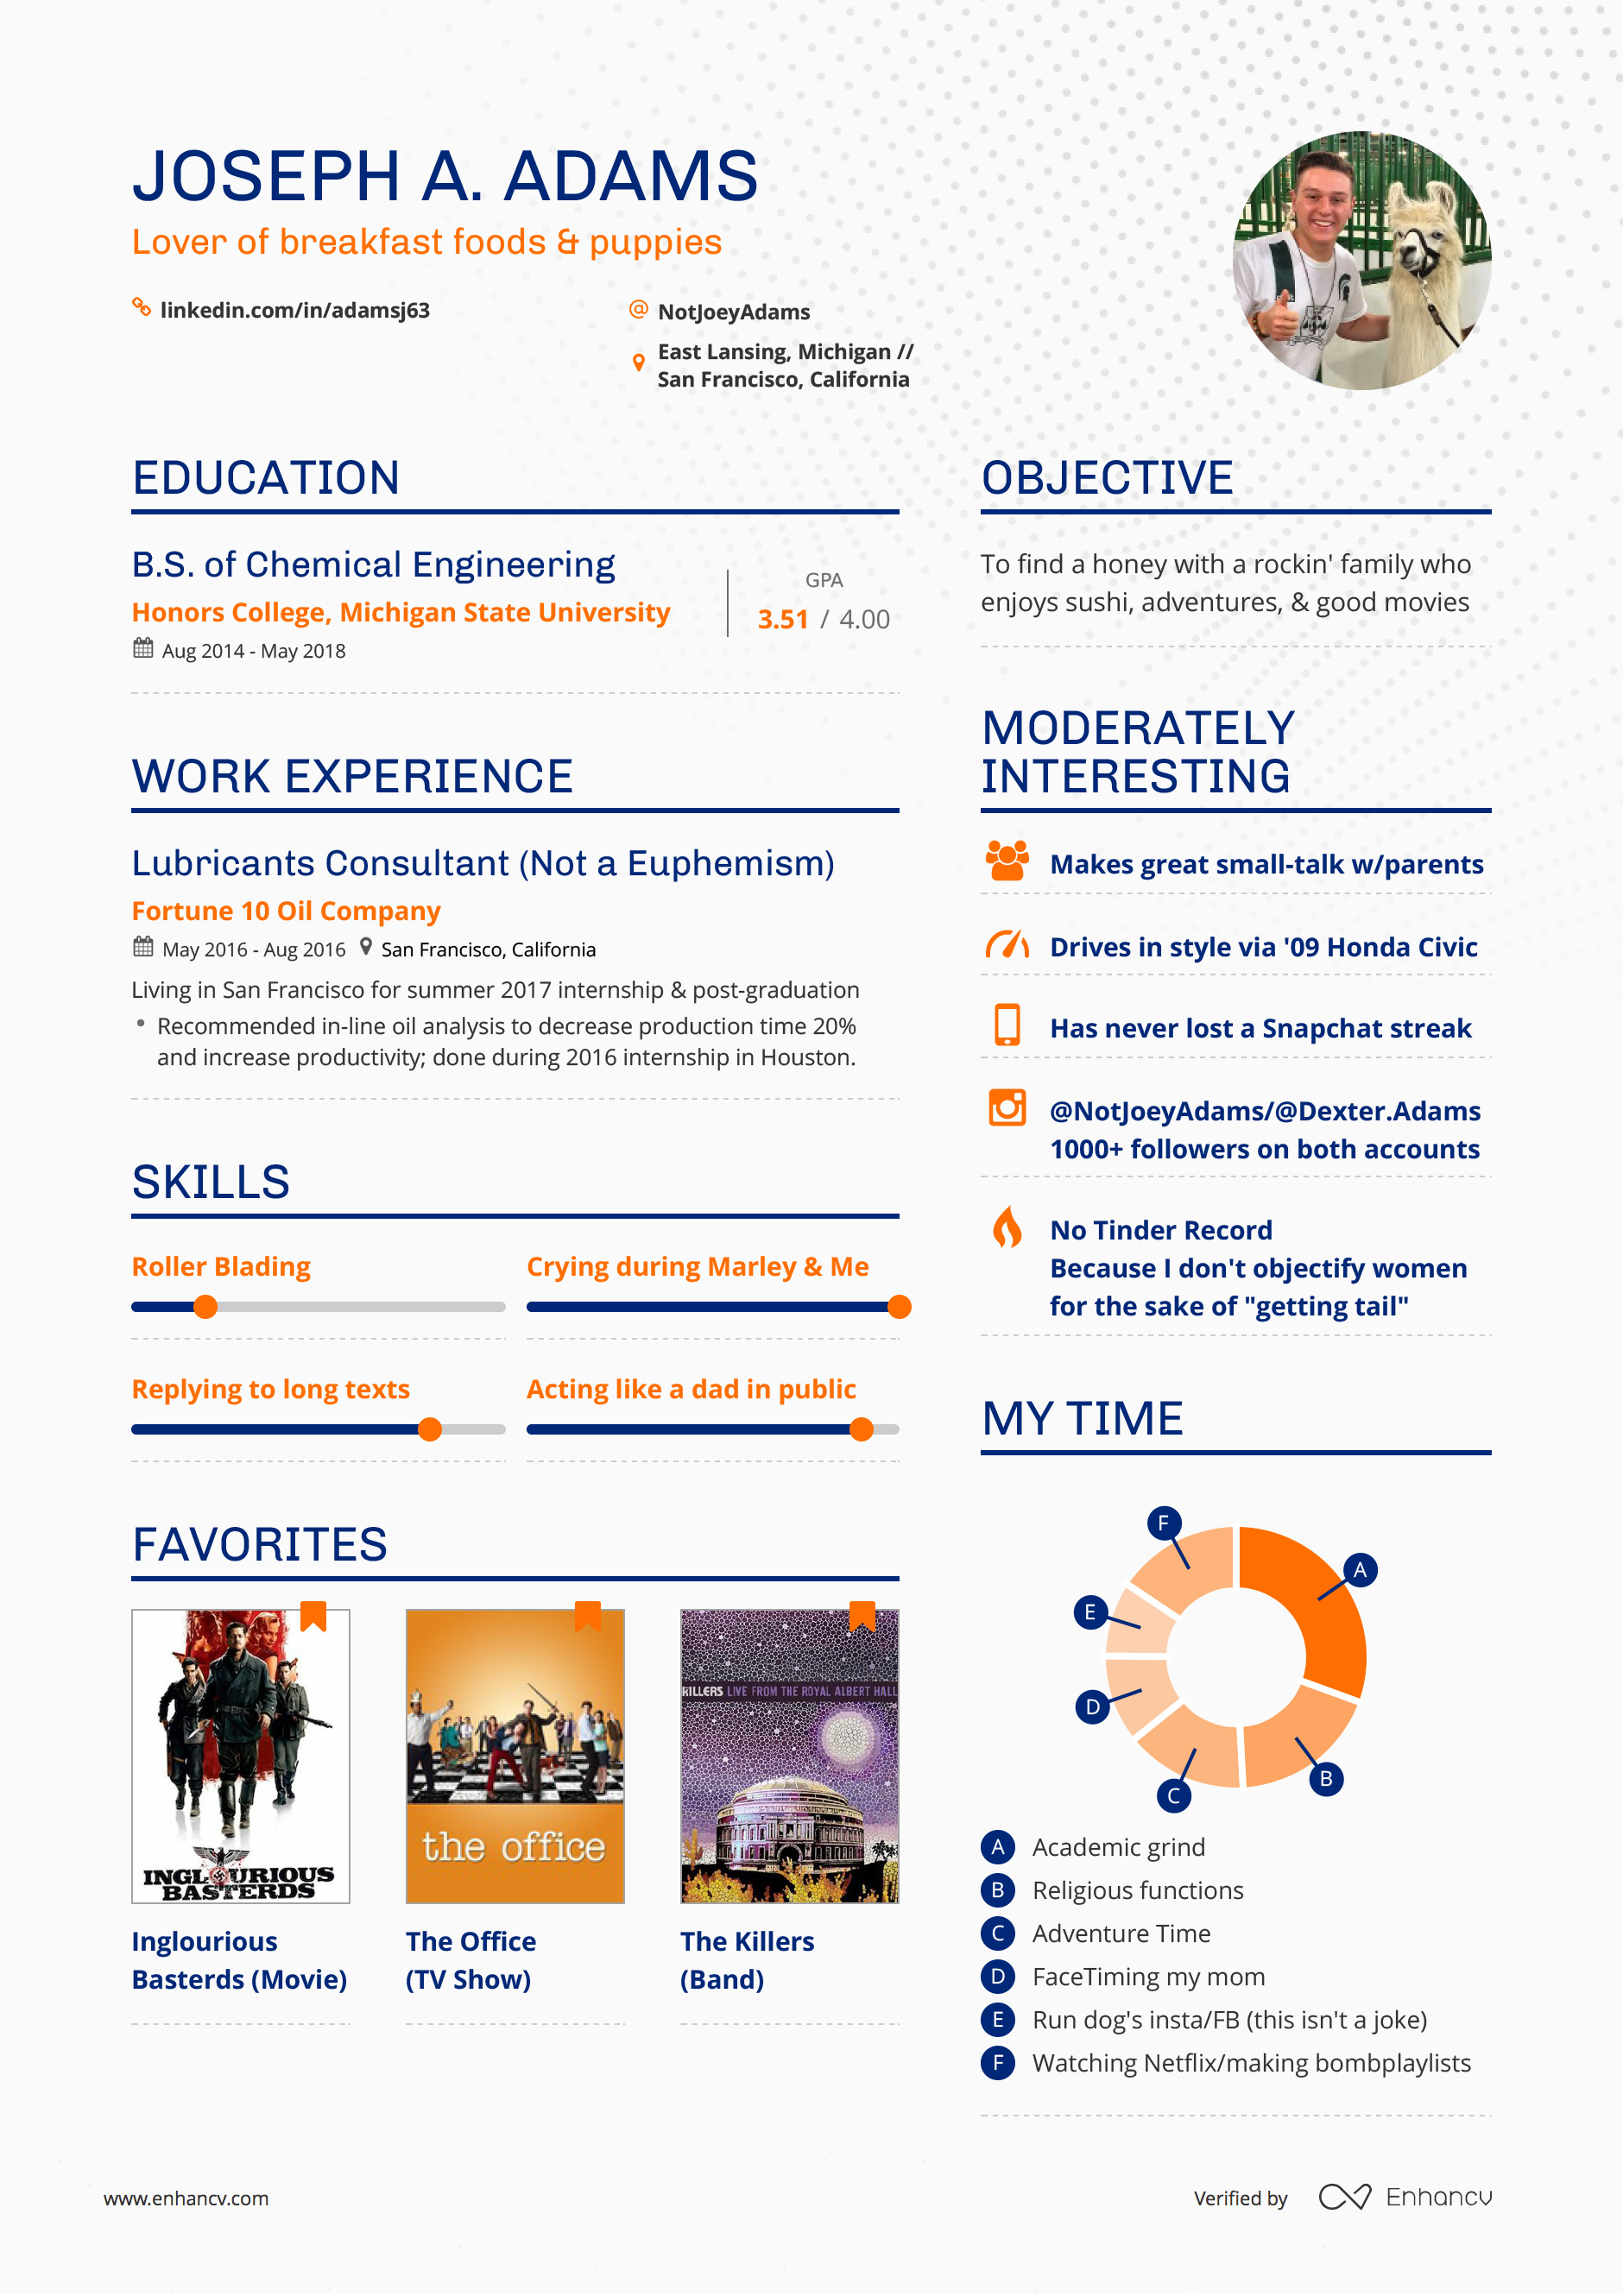 JOSEPH A. ADAMS
Lover of breakfast foods & puppies
linkedin.com/in/adamsj63
@ NotJoeyAdams
East Lansing, Michigan //
San Francisco, California
EDUCATION
B.S. of Chemical Engineering
Honors College, Michigan State University
Aug 2014 - May 2018
GPA
3.51 / 4.00
WORK EXPERIENCE
Lubricants Consultant (Not a Euphemism)
Fortune 10 Oil Company
May 2016 - Aug 2016 San Francisco, California
Living in San Francisco for summer 2017 internship & post-graduation
• Recommended in-line oil analysis to decrease production time 20%
and increase productivity; done during 2016 internship in Houston.
SKILLS
Roller Blading
Crying during Marley & Me
Replying to long texts
Acting like a dad in public
FAVORITES
INGLOURIOUS
BASTERDS
the office
KILLERS LIVE FROM THE ROYAL ALBERT HALL
Inglourious
Basterds (Movie)
The Office
(TV Show)
The Killers
(Band)
OBJECTIVE
To find a honey with a rockin' family who
enjoys sushi, adventures, & good movies
MODERATELY
INTERESTING
Makes great small-talk w/parents
Drives in style via '09 Honda Civic
Has never lost a Snapchat streak
@NotJoeyAdams/@Dexter.Adams
1000+ followers on both accounts
No Tinder Record
Because I don't objectify women
for the sake of "getting tail"
MY TIME
F
A
E
D
C
B
A Academic grind
B Religious functions
C Adventure Time
D FaceTiming my mom
E Run dog's insta/FB (this isn't a joke)
F Watching Netflix/making bombplaylists
www.enhancv.com
Verified by Enhancv